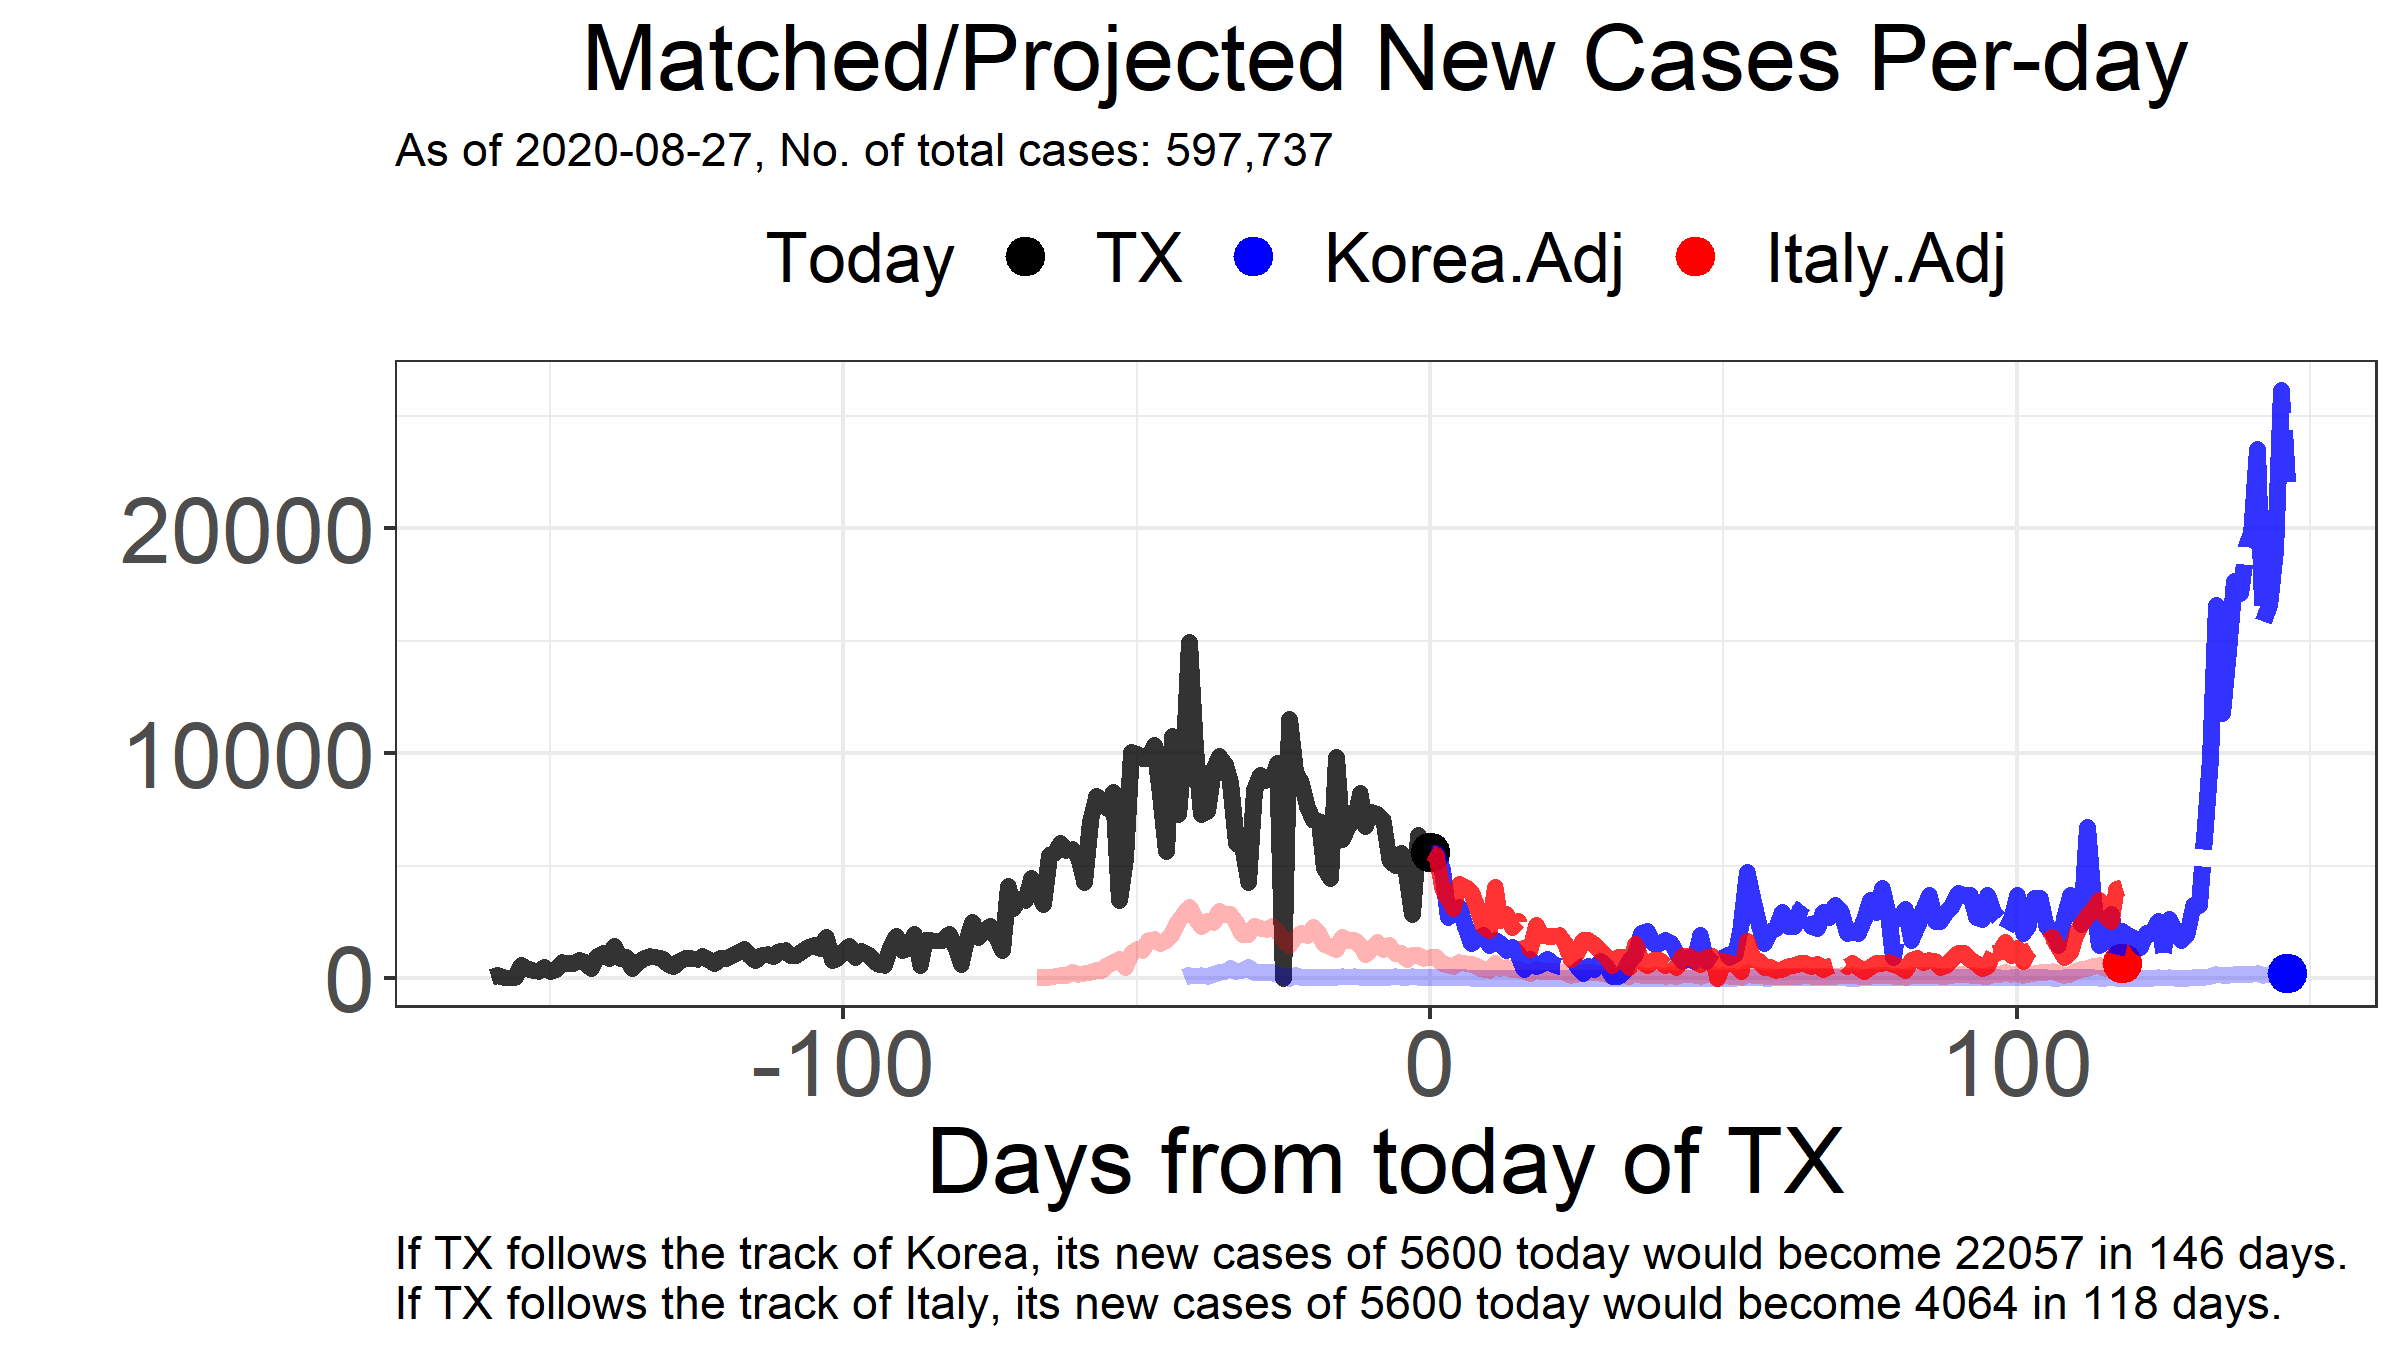 Matched/Projected New Cases Per-day
As of 2020-08-27, No. of total cases: 597,737
Today TX Korea.Adj Italy.Adj
20000
10000
0
-100 0 100
Days from today of TX
If TX follows the track of Korea, its new cases of 5600 today would become 22057 in 146 days.
If TX follows the track of Italy, its new cases of 5600 today would become 4064 in 118 days.